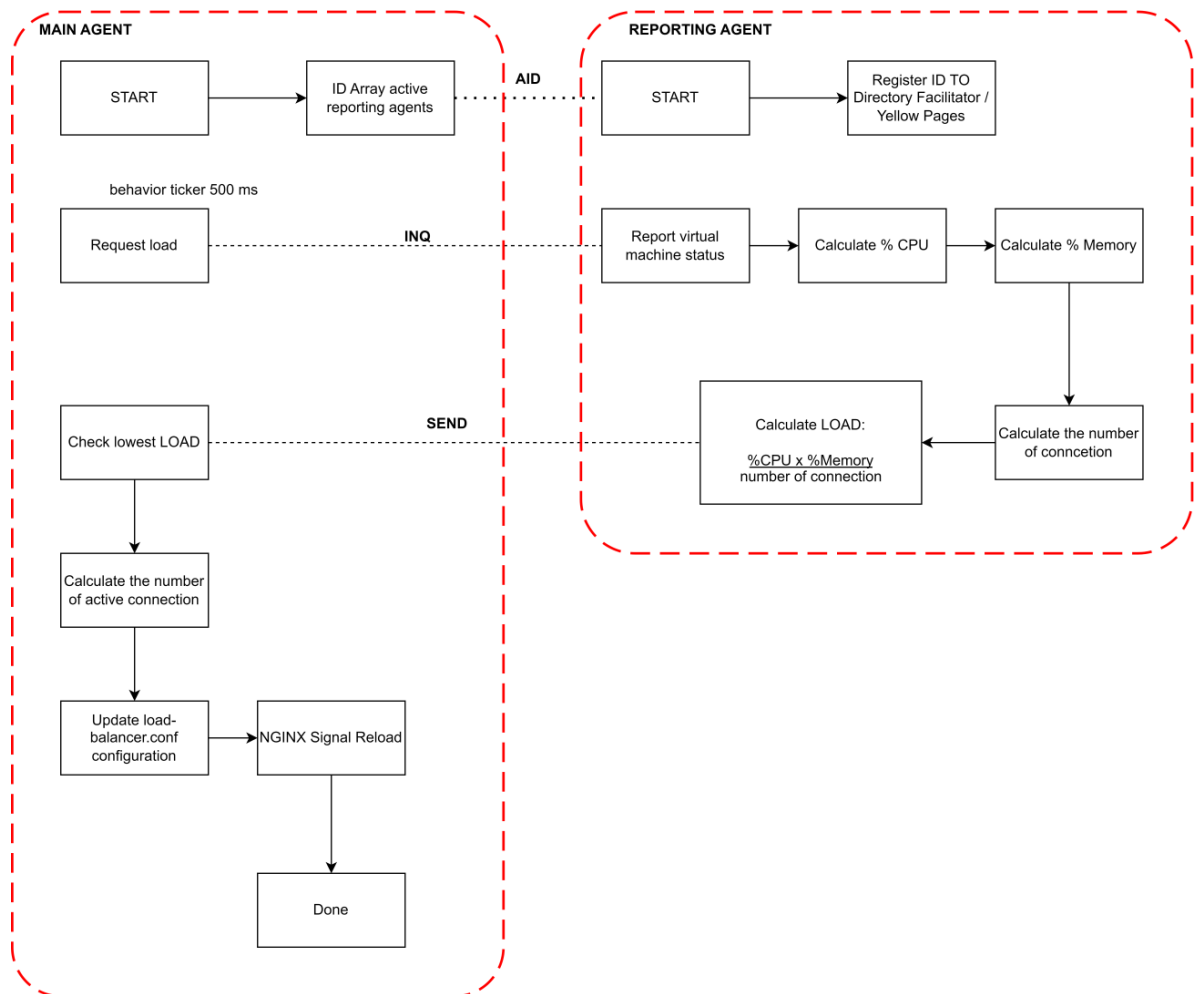 MAIN AGENT
REPORTING AGENT
START
ID Array active
reporting agents
AID
START
Register ID TO
Directory Facilitator /
Yellow Pages
behavior ticker 500 ms
Request load
INQ
Report virtual
machine status
Calculate % CPU
Calculate % Memory
Check lowest LOAD
SEND
Calculate LOAD:
%CPU x %Memory
number of connection
Calculate the number
of conncetion
Calculate the number
of active connection
Update load-
balancer.conf
configuration
NGINX Signal Reload
Done